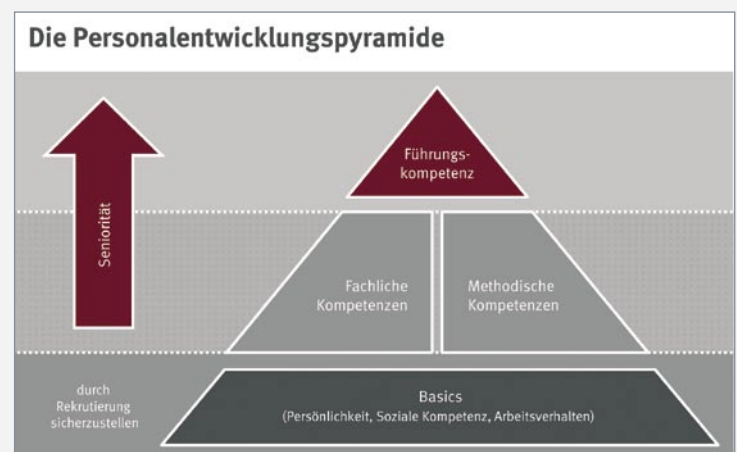 Die Personalentwicklungspyramide
Führungs-
kompetenz
Seniorität
Fachliche
Kompetenzen
Methodische
Kompetenzen
durch
Rekrutierung
sicherzustellen
Basics
(Persönlichkeit, Soziale Kompetenz, Arbeitsverhalten)